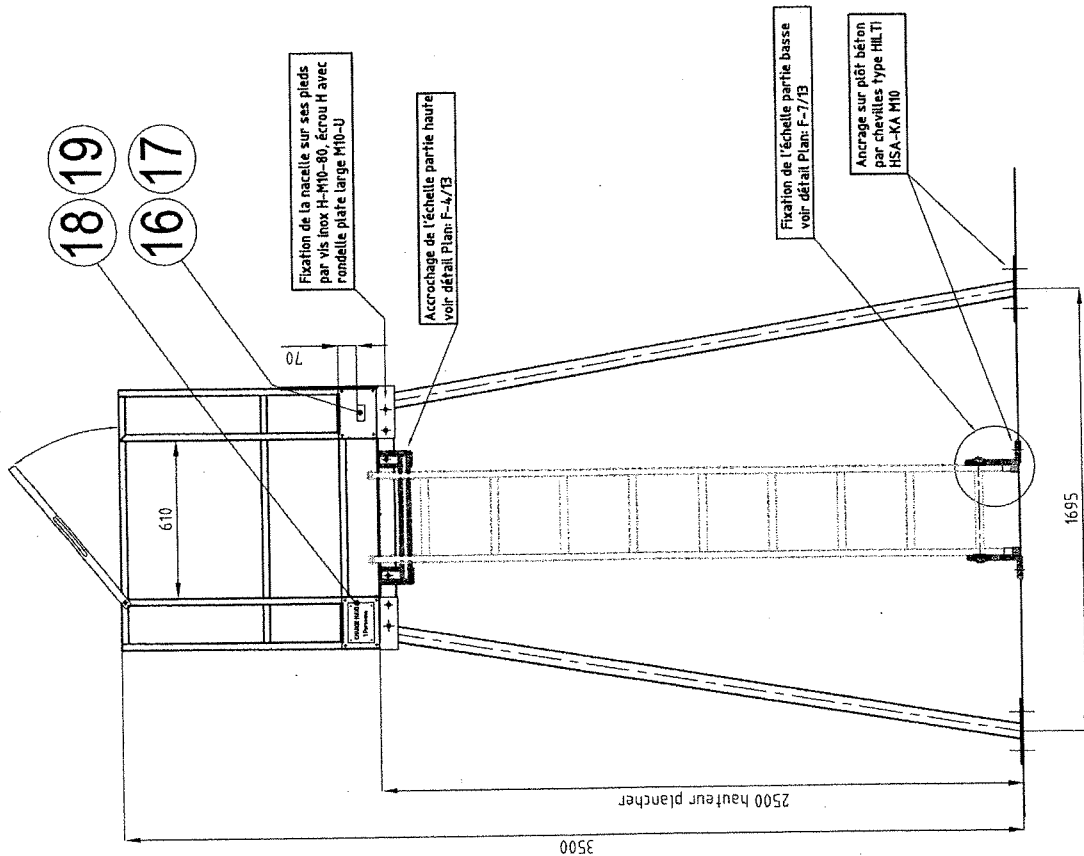 18 19
16 17
Fixation de la nacelle sur ses pieds
par vis inox H-M10-80, écrou H avec
rondelle plate large M10-U
Accrochage de l'échelle partie haute
voir détail Plan: F-4/13
70
610
1 Personne
Fixation de l'échelle partie basse
voir détail Plan: F-7/13
Ancrage sur plôt béton
par chevilles type HILTI
HSA-KA M10
1695
2500 hauteur plancher
3500